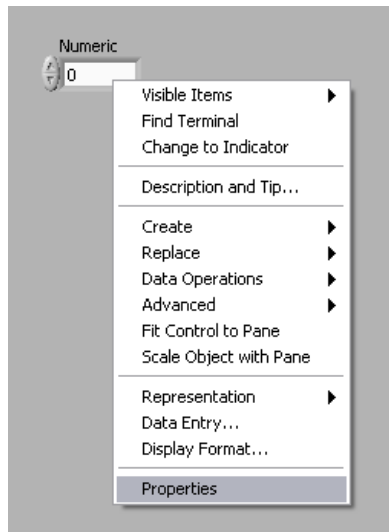 Numeric
0
Visible Items
Find Terminal
Change to Indicator
Description and Tip...
Create
Replace
Data Operations
Advanced
Fit Control to Pane
Scale Object with Pane
Representation
Data Entry...
Display Format...
Properties